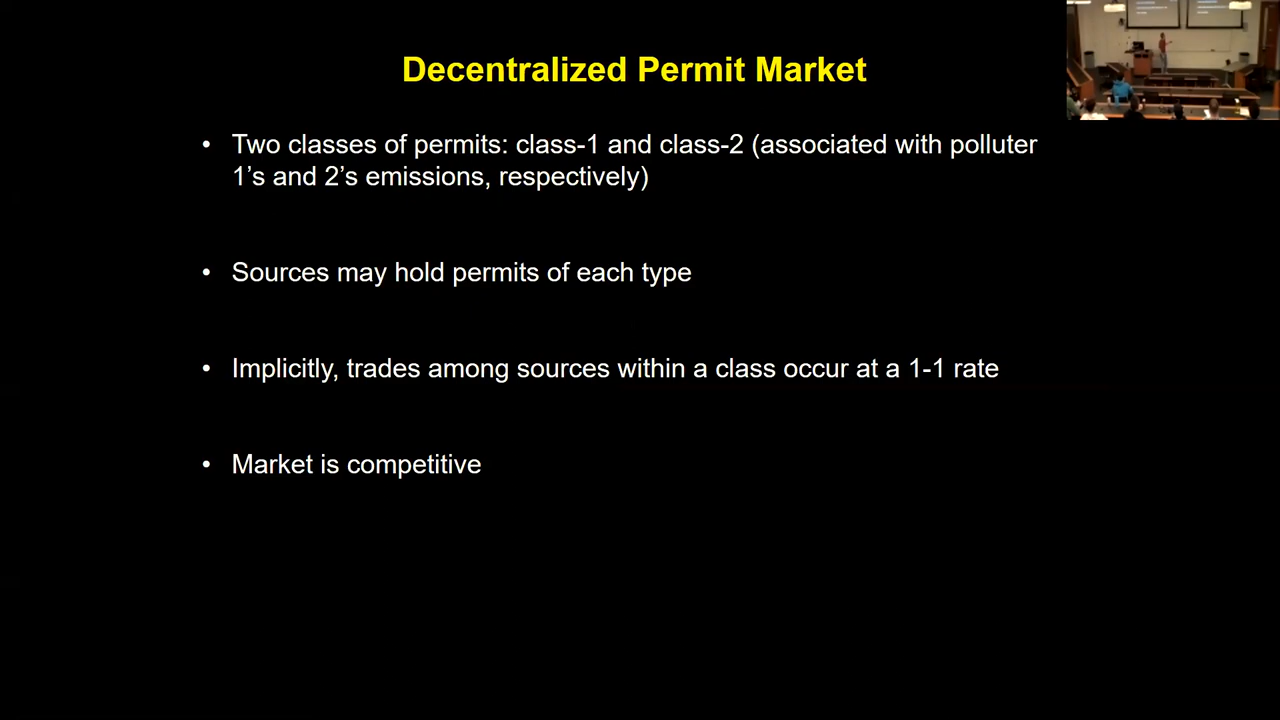 Decentralized Permit Market
• Two classes of permits: class-1 and class-2 (associated with polluter
1’s and 2’s emissions, respectively)
• Sources may hold permits of each type
• Implicitly, trades among sources within a class occur at a 1-1 rate
• Market is competitive